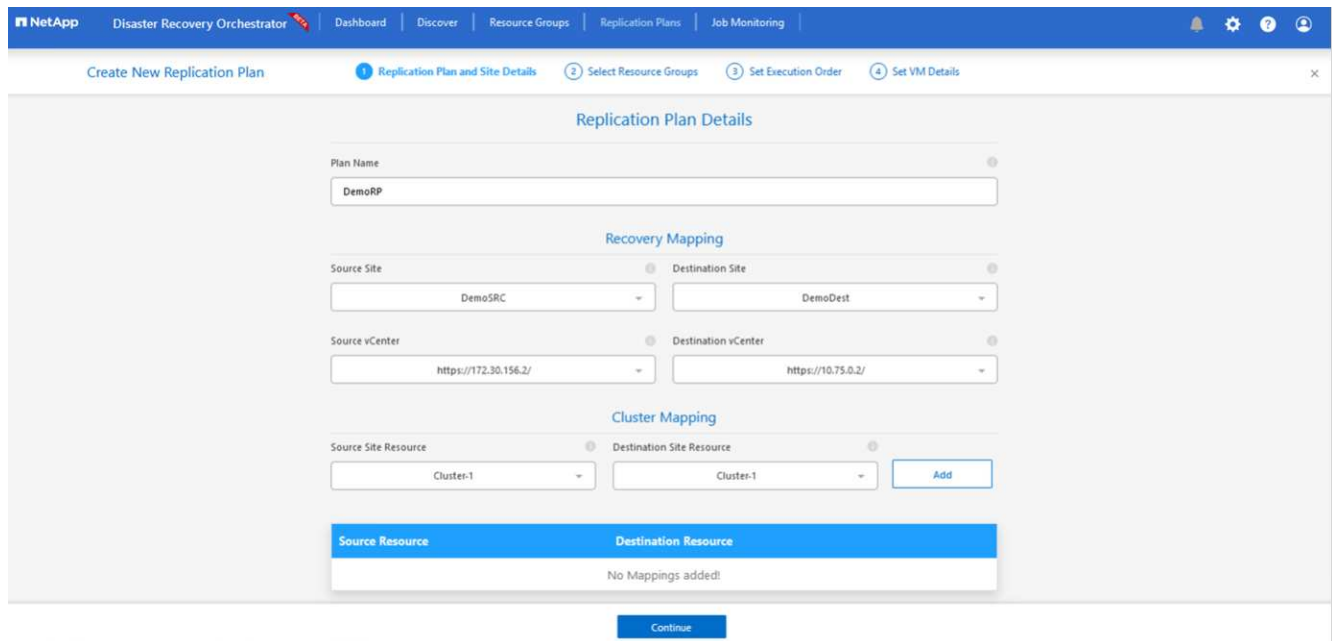 NetApp Disaster Recovery Orchestrator BETA Dashboard Discover Resource Groups Replication Plans Job Monitoring
Create New Replication Plan 1 Replication Plan and Site Details 2 Select Resource Groups 3 Set Execution Order 4 Set VM Details
Replication Plan Details
Plan Name
DemoRP
Recovery Mapping
Source Site Destination Site
DemoSRC DemoDest
Source vCenter Destination vCenter
https://172.30.156.2/ https://10.75.0.2/
Cluster Mapping
Source Site Resource Destination Site Resource
Cluster-1 Cluster-1 Add
Source Resource Destination Resource
No Mappings added!
Continue